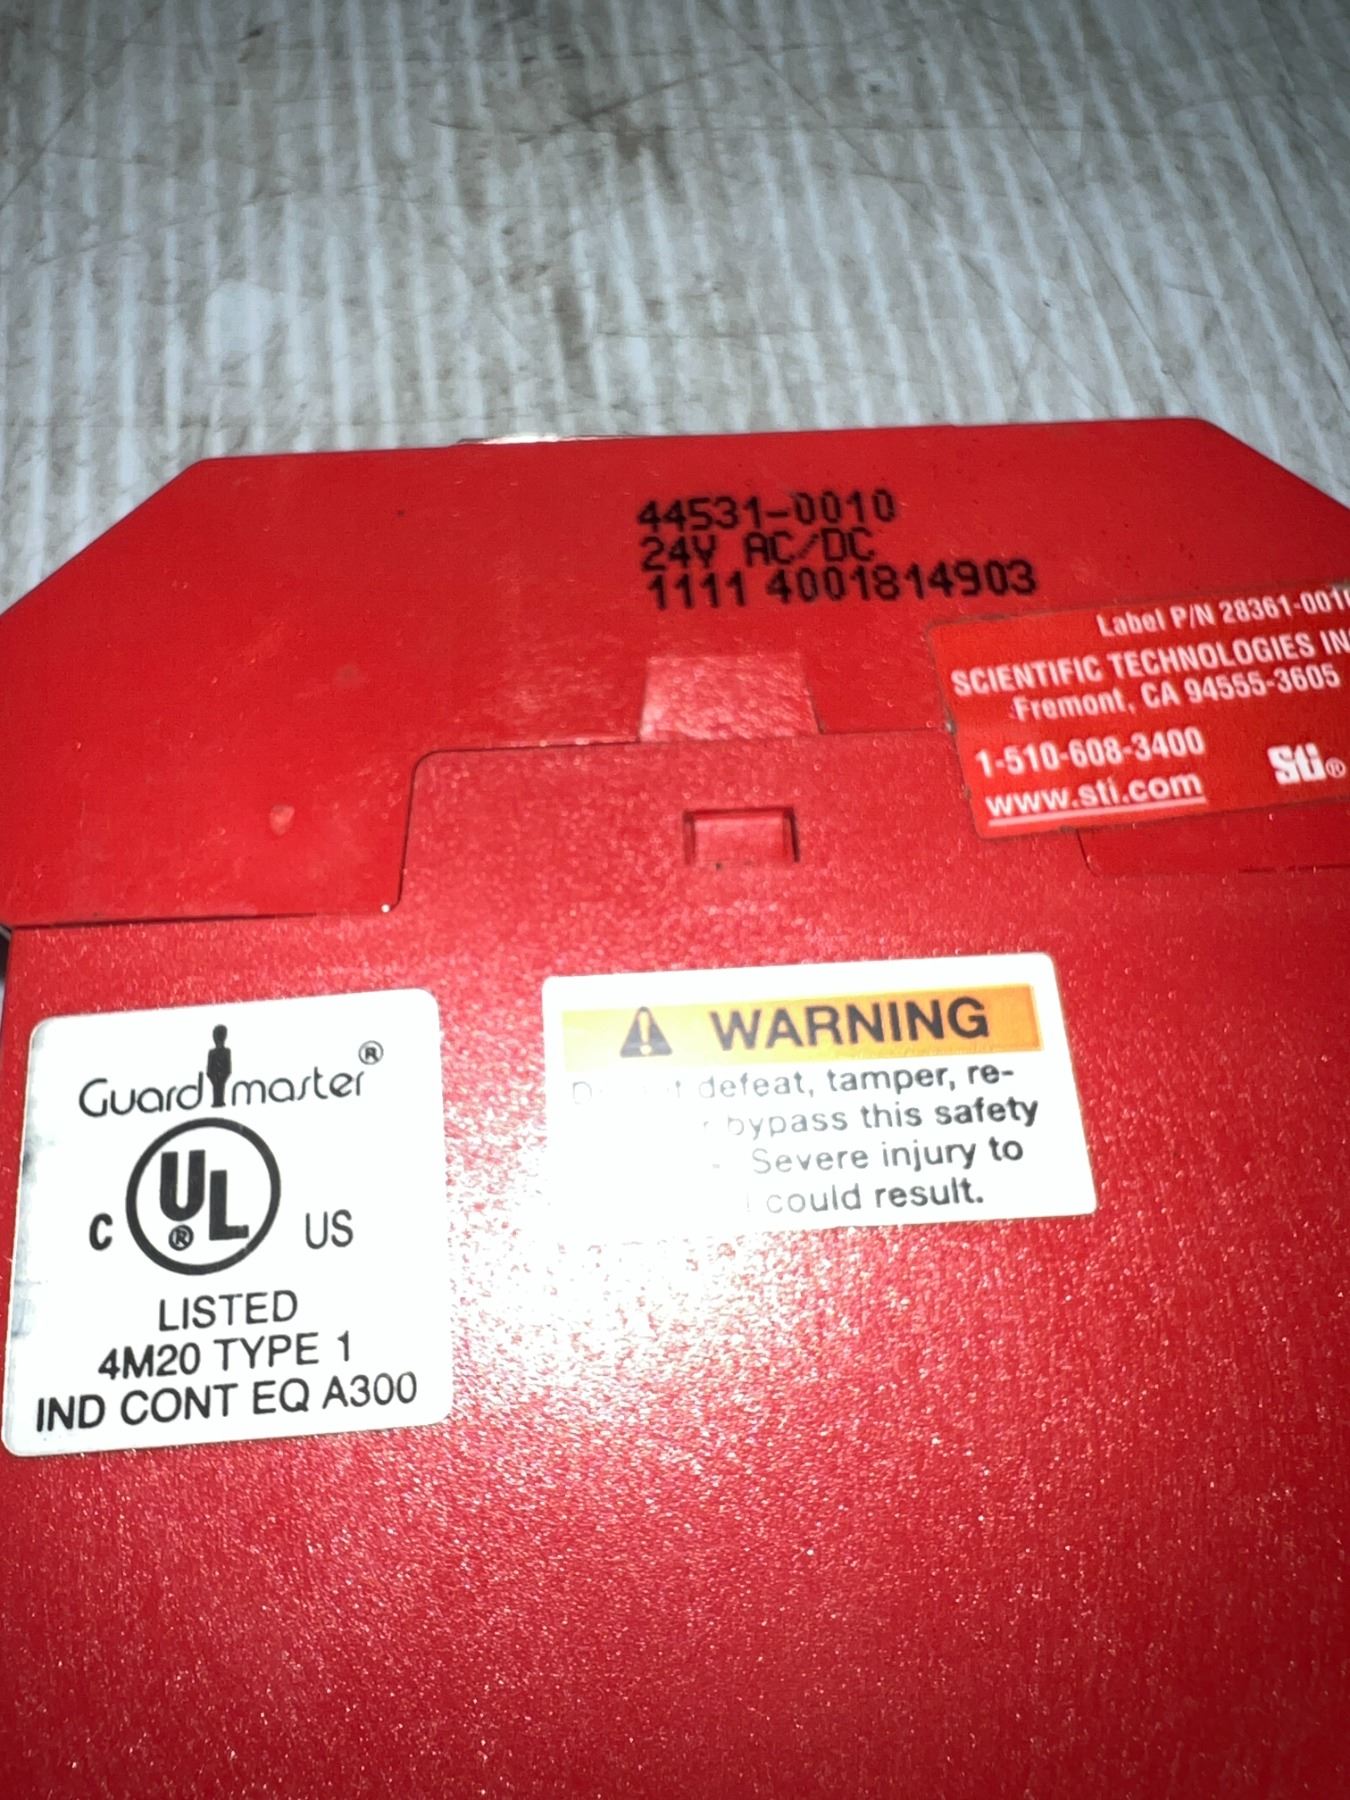 44531-0010
24V AC/DC
1111 4001814903
Label P/N 28361-001
SCIENTIFIC TECHNOLOGIES
Fremont, CA 94555-3605
1-510-608-3400
www.sti.com
Sti®
Guardmaster®
C UL® US
LISTED
4M20 TYPE 1
IND CONT EQ A300
WARNING
defeat, tamper, re-
bypass this safety
Severe injury to
could result.